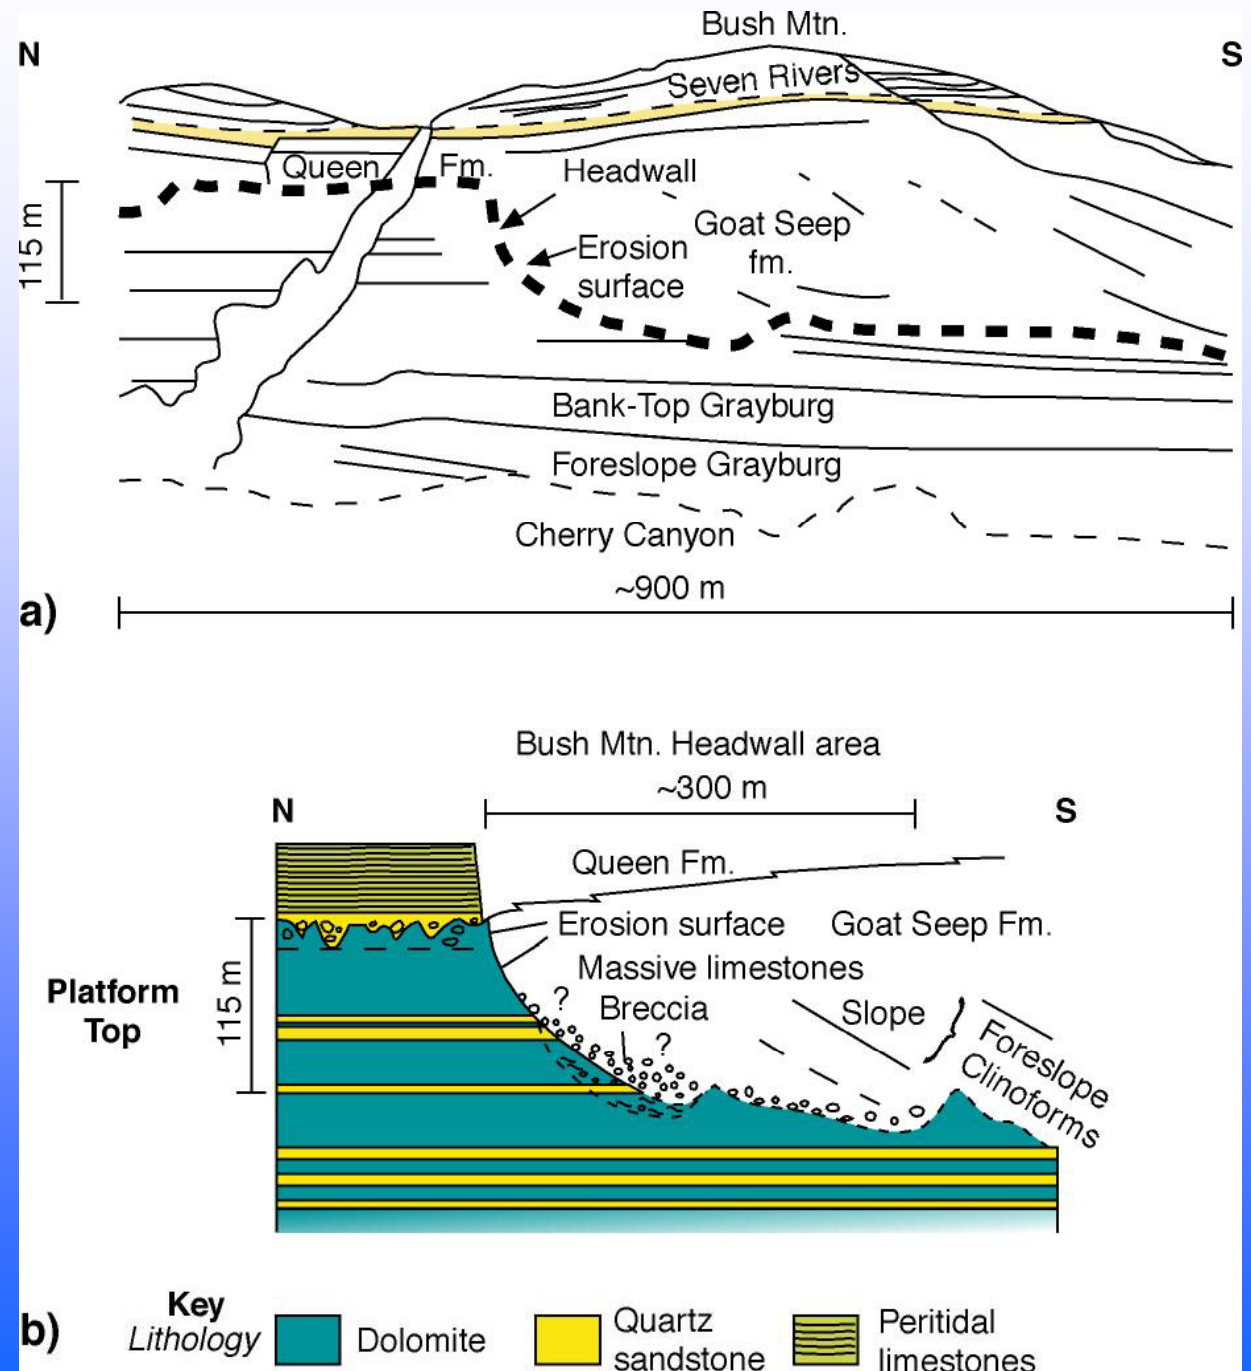 Bush Mtn.
N
S
Seven Rivers
Queen Fm.
Headwall
115 m
Goat Seep
fm.
Erosion
surface
Bank-Top Grayburg
Foreslope Grayburg
Cherry Canyon
~900 m
a)
Bush Mtn. Headwall area
~300 m
N
S
Queen Fm.
Erosion surface
Goat Seep Fm.
Massive limestones
?
Breccia
Slope
?
Foreslope
Clinoforms
Platform
Top
115 m
b)
Key
Lithology
Dolomite
Quartz
sandstone
Peritidal
limestones